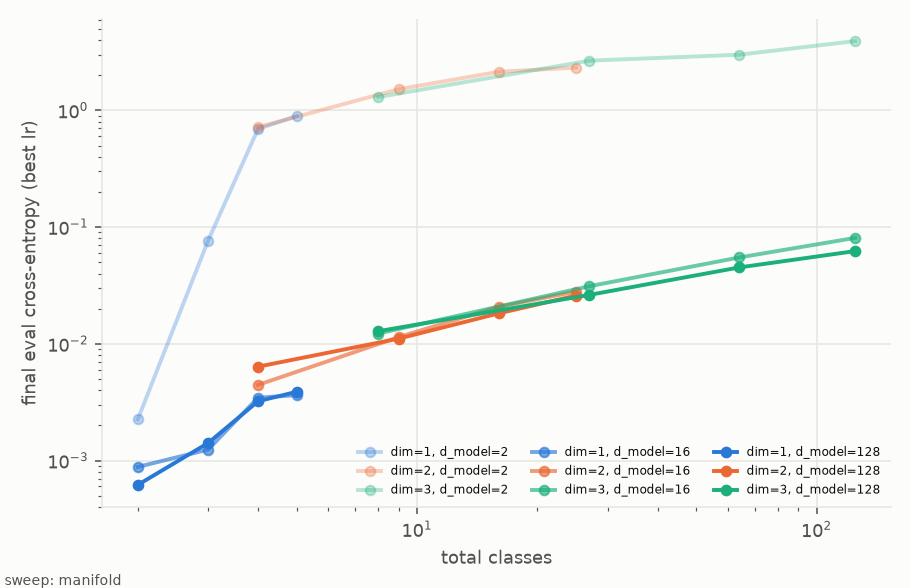 final eval cross-entropy (best lr)
10⁰
10⁻¹
10⁻²
10⁻³
dim=1, d_model=2
dim=2, d_model=2
dim=3, d_model=2
dim=1, d_model=16
dim=2, d_model=16
dim=3, d_model=16
dim=1, d_model=128
dim=2, d_model=128
dim=3, d_model=128
10¹
10²
total classes
sweep: manifold